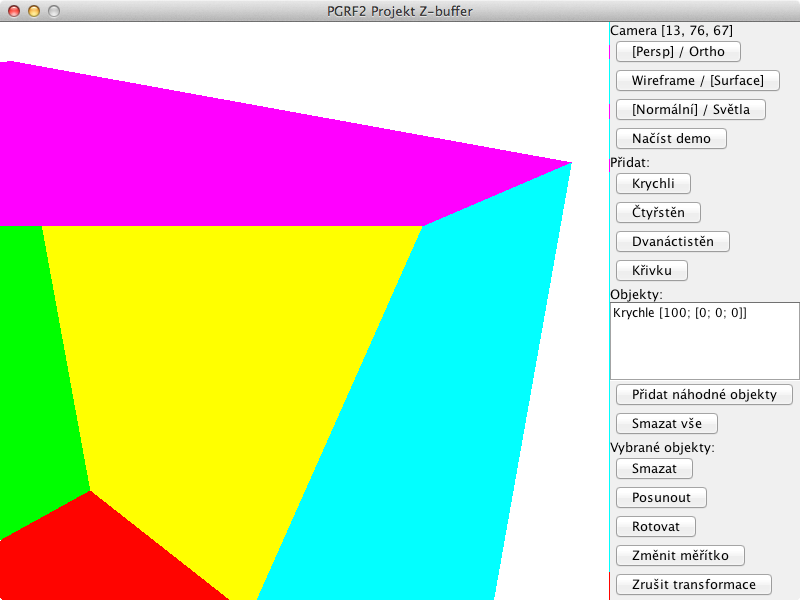 PGRF2 Projekt Z-buffer
Camera [13, 76, 67]
[Persp] / Ortho
Wireframe / [Surface]
[Normální] / Světla
Načíst demo
Přidat:
Krychli
Čtyřstěn
Dvanáctistěn
Křivku
Objekty:
Krychle [100; [0; 0; 0]]
Přidat náhodné objekty
Smazat vše
Vybrané objekty:
Smazat
Posunout
Rotovat
Změnit měřítko
Zrušit transformace